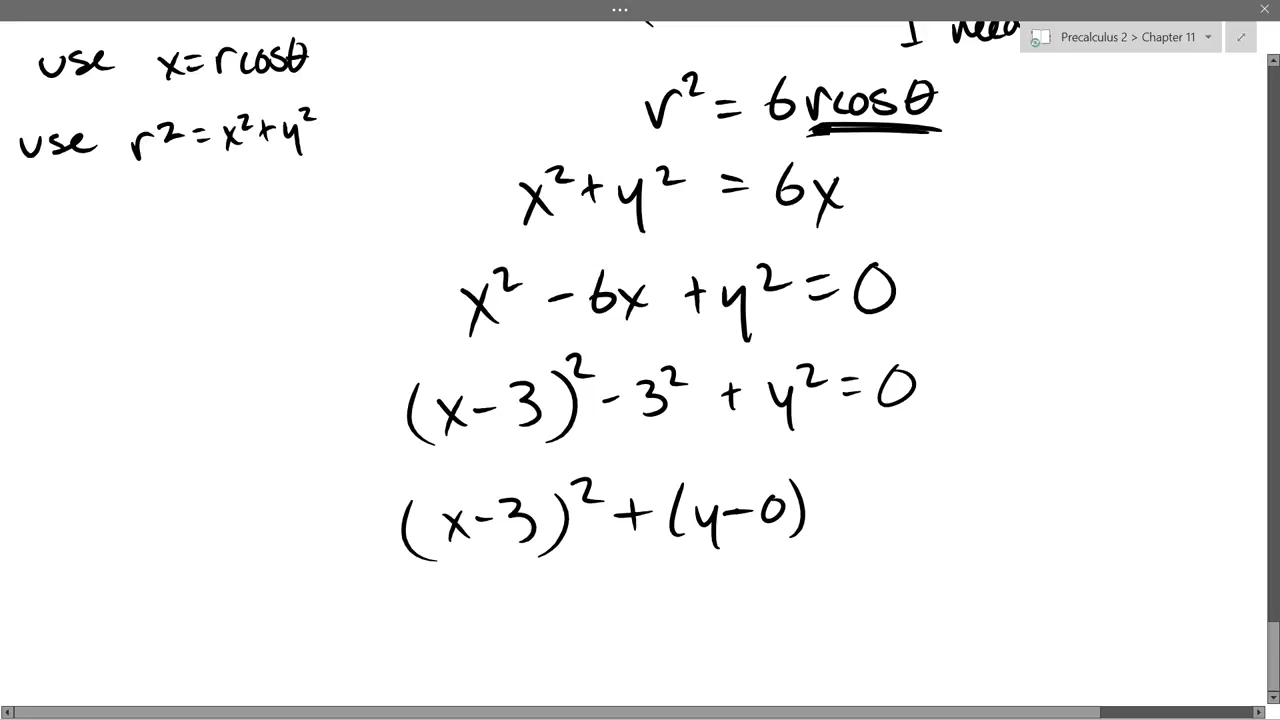 I need
Precalculus 2 > Chapter 11
use x=rcosθ
use r2=x²+y²
r² = 6rcosθ
x²+y² = 6x
x² -6x +y² =0
(x-3)² -3² + y² =0
(x-3)² +(y-0)